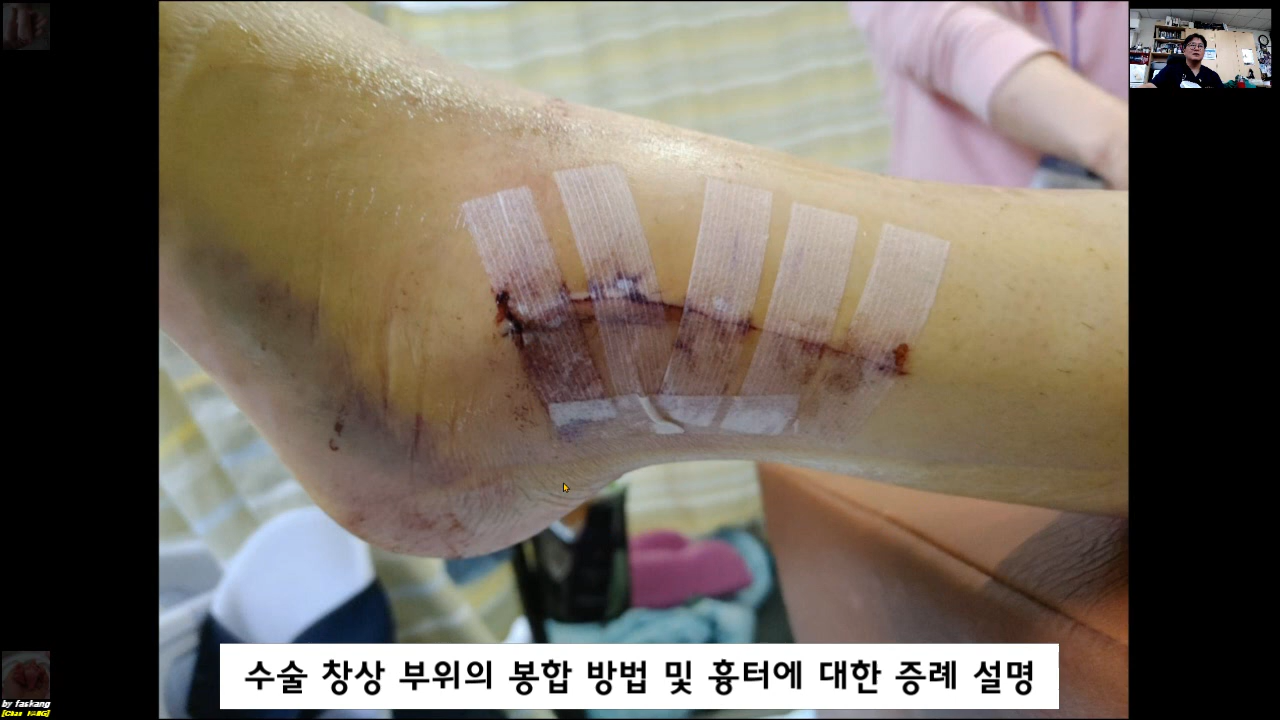 수술 창상 부위의 봉합 방법 및 흉터에 대한 증례 설명
by faskang